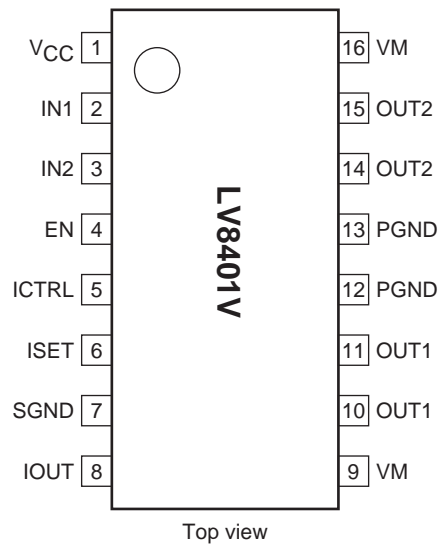 VCC 1 16 VM
IN1 2 15 OUT2
IN2 3 14 OUT2
EN 4 13 PGND
ICTRL 5 12 PGND
ISET 6 11 OUT1
SGND 7 10 OUT1
IOUT 8 9 VM
LV8401V
Top view